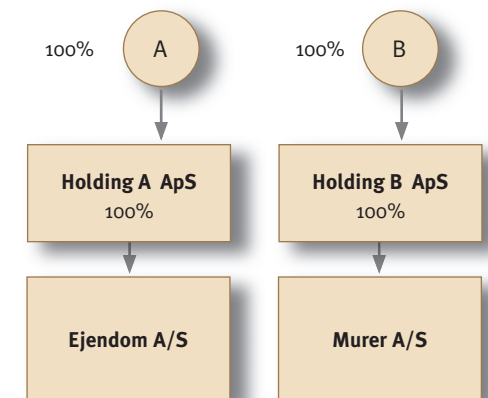 100% A 100% B
Holding A ApS Holding B ApS
100% 100%
Ejendom A/S Murer A/S